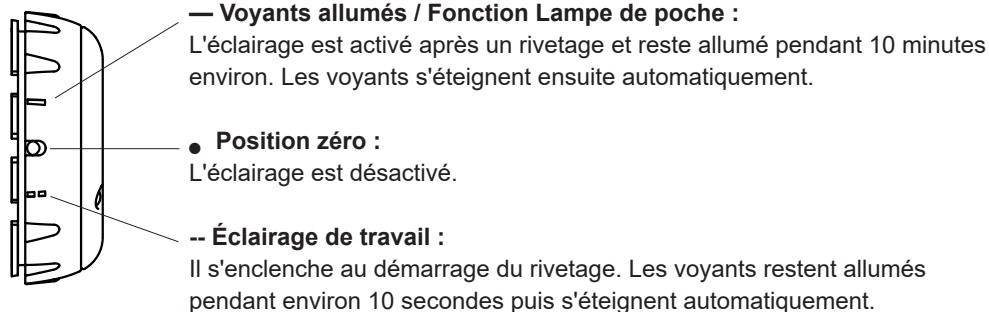 — Voyants allumés / Fonction Lampe de poche :
L'éclairage est activé après un rivetage et reste allumé pendant 10 minutes
environ. Les voyants s'éteignent ensuite automatiquement.
● Position zéro :
L'éclairage est désactivé.
-- Éclairage de travail :
Il s'enclenche au démarrage du rivetage. Les voyants restent allumés
pendant environ 10 secondes puis s'éteignent automatiquement.